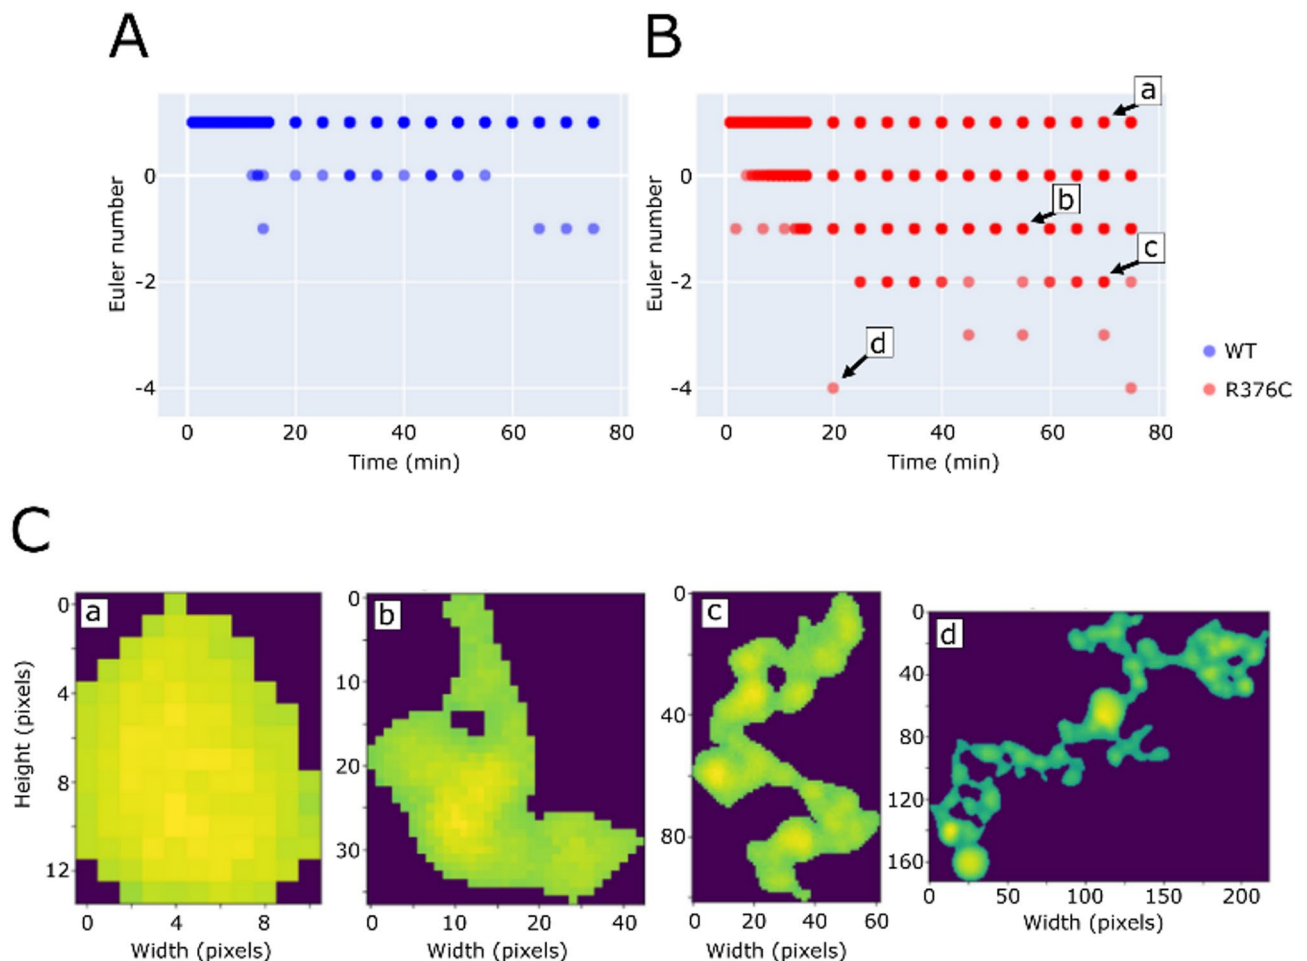 A
B
a
b
c
d
0
-2
-4
Euler number
0 20 40 60 80
Time (min)
0
-2
-4
Euler number
0 20 40 60 80
Time (min)
WT
R376C
C
a
0
4
8
12
Height (pixels)
0 4 8
Width (pixels)
b
0
10
20
30
0 10 20 40
Width (pixels)
c
0
40
80
0 20 40 60
Width (pixels)
d
0
40
80
120
160
0 50 100 150 200
Width (pixels)